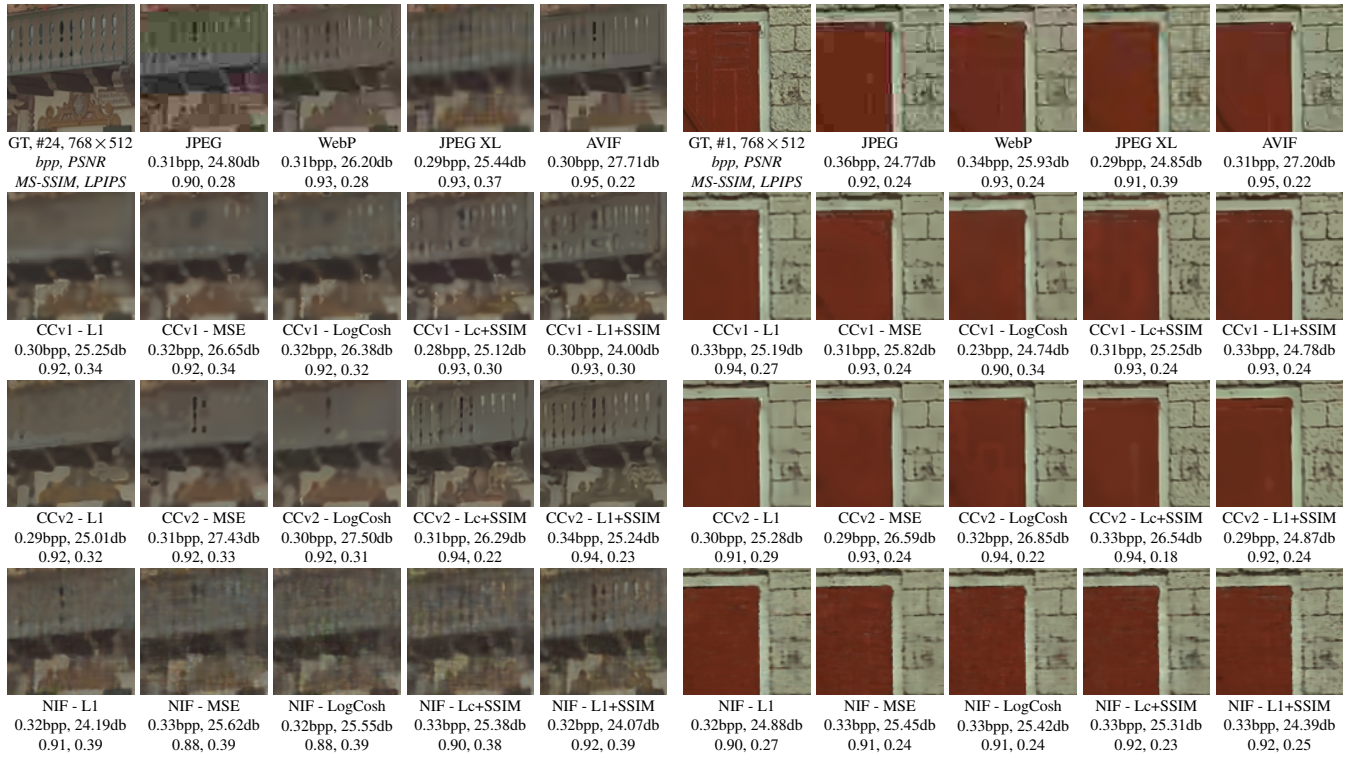 GT, #24, 768×512
bpp, PSNR
MS-SSIM, LPIPS
JPEG
0.31bpp, 24.80db
0.90, 0.28
WebP
0.31bpp, 26.20db
0.93, 0.28
JPEG XL
0.29bpp, 25.44db
0.93, 0.37
AVIF
0.30bpp, 27.71db
0.95, 0.22
GT, #1, 768×512
bpp, PSNR
MS-SSIM, LPIPS
JPEG
0.36bpp, 24.77db
0.92, 0.24
WebP
0.34bpp, 25.93db
0.93, 0.24
JPEG XL
0.29bpp, 24.85db
0.91, 0.39
AVIF
0.31bpp, 27.20db
0.95, 0.22
CCv1 - L1
0.30bpp, 25.25db
0.92, 0.34
CCv1 - MSE
0.32bpp, 26.65db
0.92, 0.34
CCv1 - LogCosh
0.32bpp, 26.38db
0.92, 0.32
CCv1 - Lc+SSIM
0.28bpp, 25.12db
0.93, 0.30
CCv1 - L1+SSIM
0.30bpp, 24.00db
0.93, 0.30
CCv1 - L1
0.33bpp, 25.19db
0.94, 0.27
CCv1 - MSE
0.31bpp, 25.82db
0.93, 0.24
CCv1 - LogCosh
0.23bpp, 24.74db
0.90, 0.34
CCv1 - Lc+SSIM
0.31bpp, 25.25db
0.93, 0.24
CCv1 - L1+SSIM
0.33bpp, 24.78db
0.93, 0.24
CCv2 - L1
0.29bpp, 25.01db
0.92, 0.32
CCv2 - MSE
0.31bpp, 27.43db
0.92, 0.33
CCv2 - LogCosh
0.30bpp, 27.50db
0.92, 0.31
CCv2 - Lc+SSIM
0.31bpp, 26.29db
0.94, 0.22
CCv2 - L1+SSIM
0.34bpp, 25.24db
0.94, 0.23
CCv2 - L1
0.30bpp, 25.28db
0.91, 0.29
CCv2 - MSE
0.29bpp, 26.59db
0.93, 0.24
CCv2 - LogCosh
0.32bpp, 26.85db
0.94, 0.22
CCv2 - Lc+SSIM
0.33bpp, 26.54db
0.94, 0.18
CCv2 - L1+SSIM
0.29bpp, 24.87db
0.92, 0.24
NIF - L1
0.32bpp, 24.19db
0.91, 0.39
NIF - MSE
0.33bpp, 25.62db
0.88, 0.39
NIF - LogCosh
0.32bpp, 25.55db
0.88, 0.39
NIF - Lc+SSIM
0.33bpp, 25.38db
0.90, 0.38
NIF - L1+SSIM
0.32bpp, 24.07db
0.92, 0.39
NIF - L1
0.32bpp, 24.88db
0.90, 0.27
NIF - MSE
0.33bpp, 25.45db
0.91, 0.24
NIF - LogCosh
0.33bpp, 25.42db
0.91, 0.24
NIF - Lc+SSIM
0.33bpp, 25.31db
0.92, 0.23
NIF - L1+SSIM
0.33bpp, 24.39db
0.92, 0.25